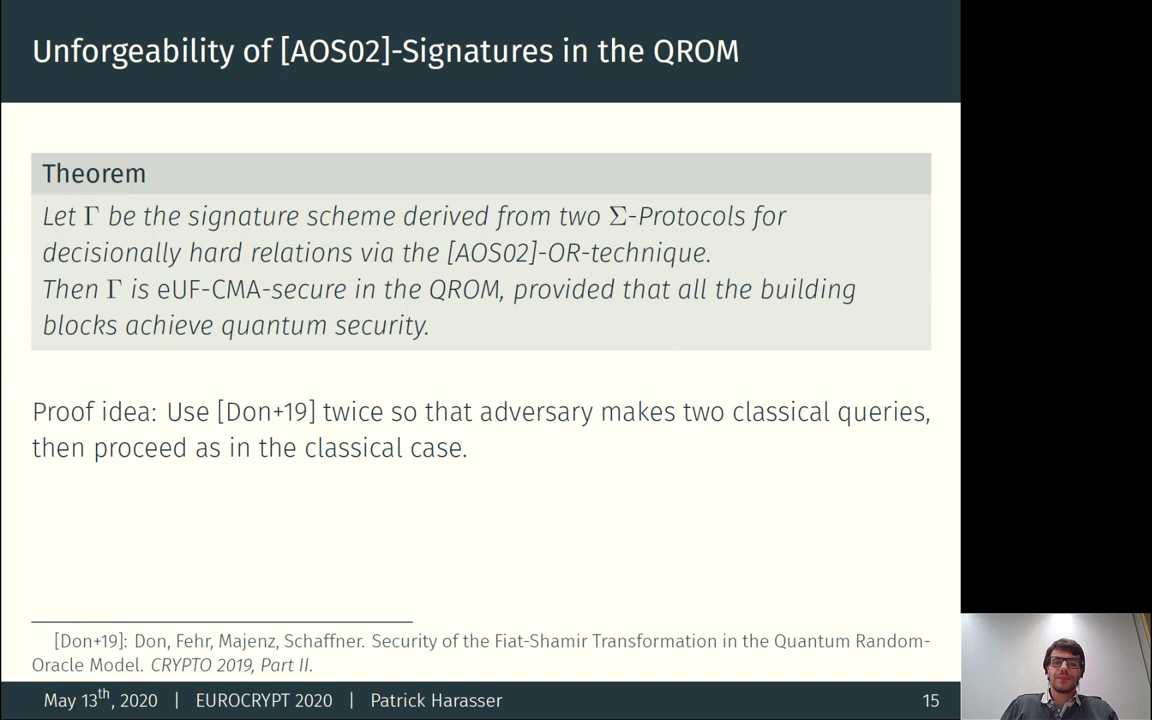 Unforgeability of [AOS02]-Signatures in the QROM
Theorem
Let Γ be the signature scheme derived from two Σ-Protocols for
decisionally hard relations via the [AOS02]-OR-technique.
Then Γ is eUF-CMA-secure in the QROM, provided that all the building
blocks achieve quantum security.
Proof idea: Use [Don+19] twice so that adversary makes two classical queries,
then proceed as in the classical case.
[Don+19]: Don, Fehr, Majenz, Schaffner. Security of the Fiat-Shamir Transformation in the Quantum Random-
Oracle Model. CRYPTO 2019, Part II.
May 13th, 2020 | EUROCRYPT 2020 | Patrick Harasser 15